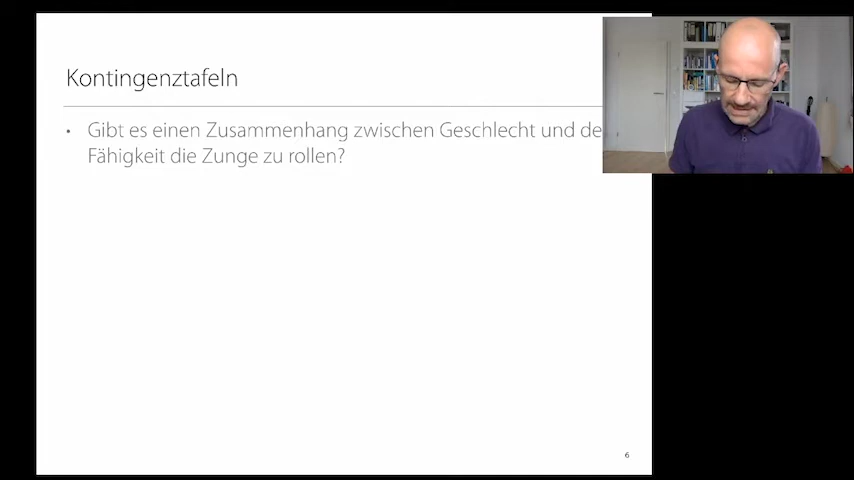 Kontingenztafeln
• Gibt es einen Zusammenhang zwischen Geschlecht und de
Fähigkeit die Zunge zu rollen?
6